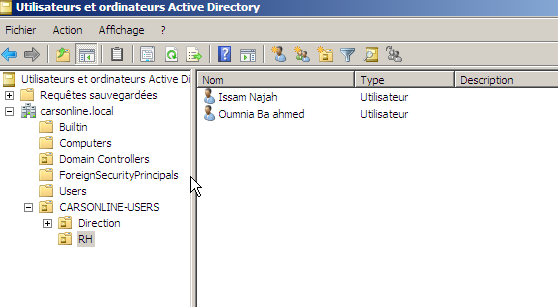 Utilisateurs et ordinateurs Active Directory
Fichier Action Affichage ?
Utilisateurs et ordinateurs Active Di
Requêtes sauvegardées
carsonline.local
Builtin
Computers
Domain Controllers
ForeignSecurityPrincipals
Users
CARSONLINE-USERS
Direction
RH
Nom Type Description
Issam Najah Utilisateur
Oumnia Ba ahmed Utilisateur